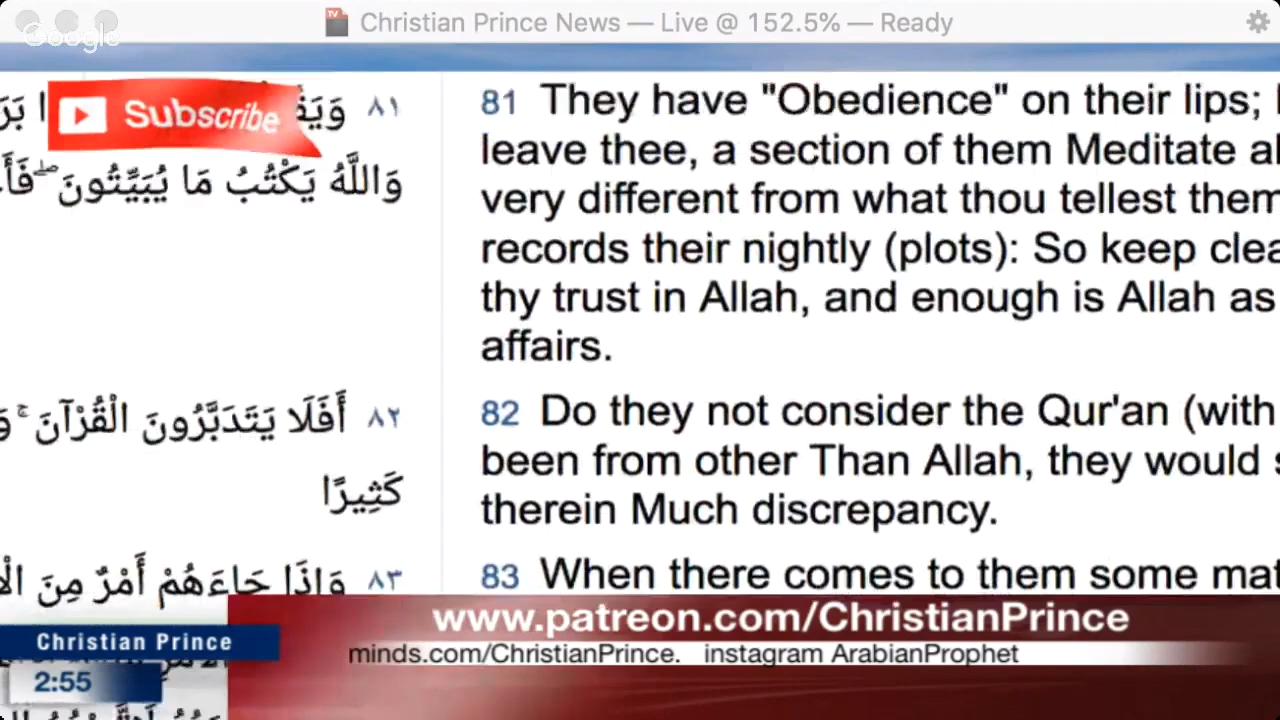 Christian Prince News — Live @ 152.5% — Ready
Google
Subscribe
٨١ وَيَقُ
وَاللَّهُ يَكْتُبُ مَا يُبَيِّتُونَ ۖ
81 They have "Obedience" on their lips;
leave thee, a section of them Meditate
very different from what thou tellest them
records their nightly (plots): So keep
thy trust in Allah, and enough is Allah as
affairs.
٨٢ أَفَلَا يَتَدَبَّرُونَ الْقُرْآنَ ۚ
كَثِيرًا
82 Do they not consider the Qur'an (with
been from other Than Allah, they would
therein Much discrepancy.
٨٣ وَإِذَا جَاءَهُمْ أَمْرٌ مِنَ
83 When there comes to them some
www.patreon.com/ChristianPrince
Christian Prince
minds.com/ChristianPrince. instagram ArabianProphet
2:55